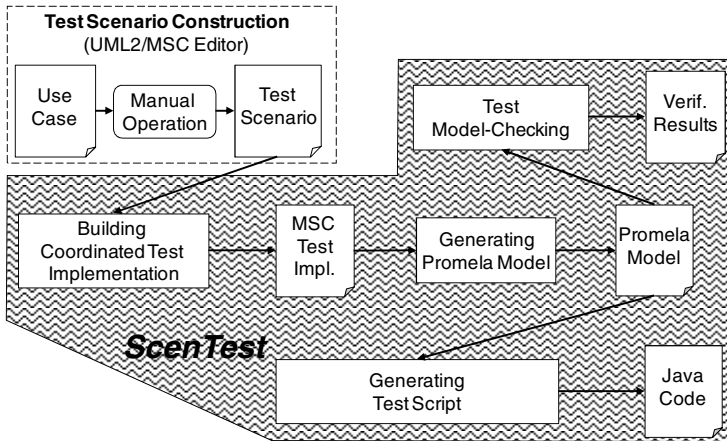 Test Scenario Construction
(UML2/MSC Editor)
Use
Case
Manual
Operation
Test
Scenario
Test
Model-Checking
Verif.
Results
Building
Coordinated Test
Implementation
MSC
Test
Impl.
Generating
Promela Model
Promela
Model
ScenTest
Generating
Test Script
Java
Code